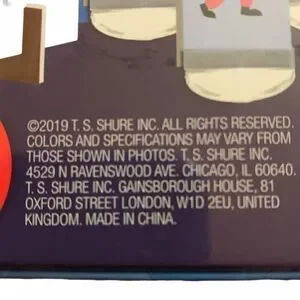 ©2019 T. S. SHURE INC. ALL RIGHTS RESERVED.
COLORS AND SPECIFICATIONS MAY VARY FROM
THOSE SHOWN IN PHOTOS. T. S. SHURE INC.
4529 N RAVENSWOOD AVE. CHICAGO, IL 60640.
T. S. SHURE INC. GAINSBOROUGH HOUSE, 81
OXFORD STREET LONDON, W1D 2EU, UNITED
KINGDOM. MADE IN CHINA.